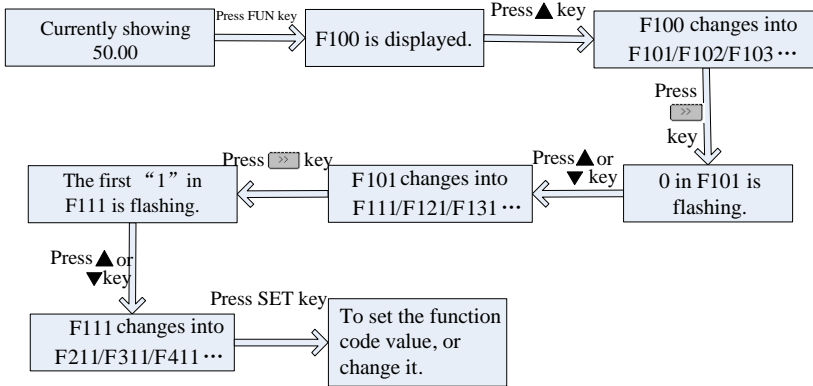 Currently showing
50.00
Press FUN key
F100 is displayed.
Press▲ key
F100 changes into
F101/F102/F103…
Press
>>
key
0 in F101 is
flashing.
Press▲or
▼ key
F101 changes into
F111/F121/F131…
Press >> key
The first “1” in
F111 is flashing.
Press▲or
▼key
F111 changes into
F211/F311/F411…
Press SET key
To set the function
code value, or
change it.